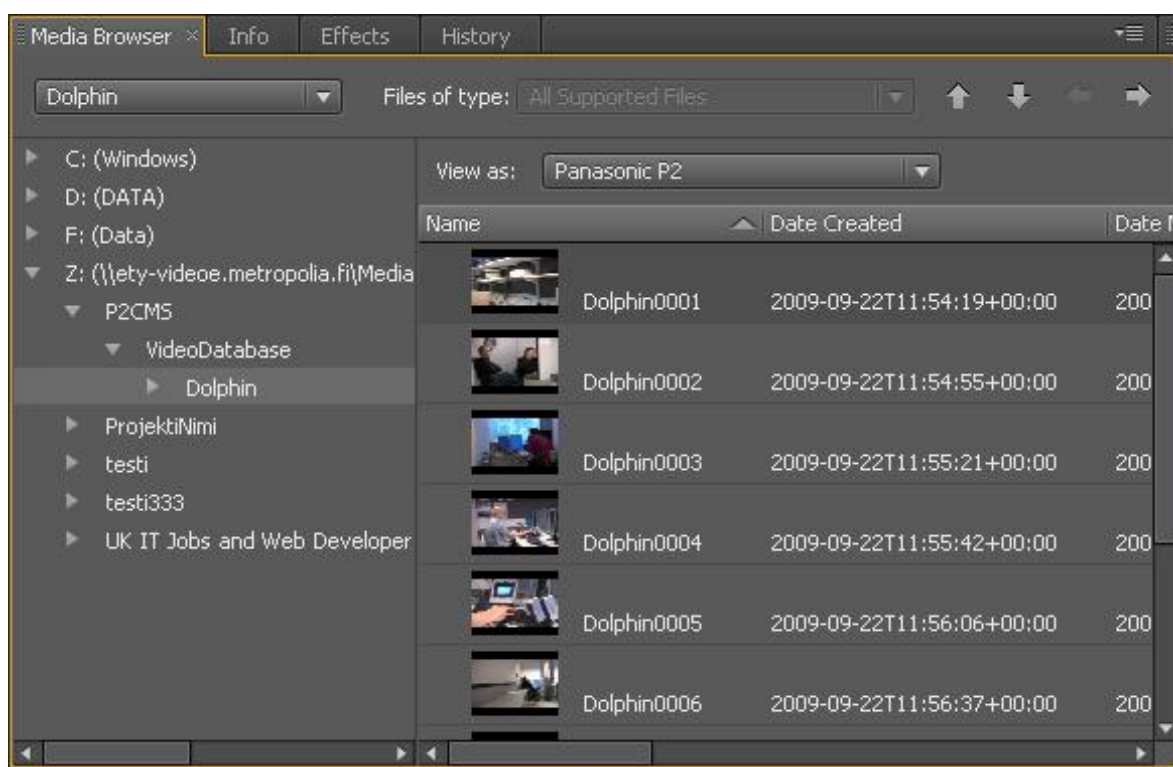 Media Browser × Info Effects History
Dolphin Files of type: All Supported Files
C: (Windows)
D: (DATA)
F: (Data)
Z: (\\ety-videoe.metropolia.fi\Media
P2CMS
VideoDatabase
Dolphin
ProjektiNimi
testi
testi333
UK IT Jobs and Web Developer
View as: Panasonic P2
Name Date Created Date
Dolphin0001 2009-09-22T11:54:19+00:00 200
Dolphin0002 2009-09-22T11:54:55+00:00 200
Dolphin0003 2009-09-22T11:55:21+00:00 200
Dolphin0004 2009-09-22T11:55:42+00:00 200
Dolphin0005 2009-09-22T11:56:06+00:00 200
Dolphin0006 2009-09-22T11:56:37+00:00 200